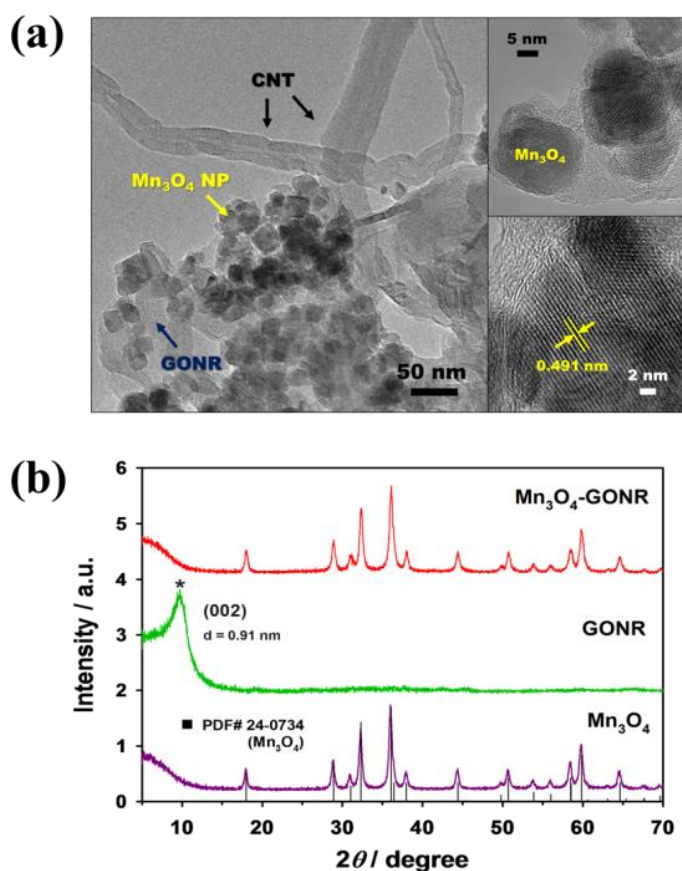 (a)
CNT
Mn₃O₄ NP
GONR
50 nm
5 nm
Mn₃O₄
0.491 nm
2 nm
(b)
Intensity / a.u.
6
5
4
3
2
1
0
Mn₃O₄-GONR
*
(002)
d = 0.91 nm
GONR
■ PDF# 24-0734
(Mn₃O₄)
Mn₃O₄
10 20 30 40 50 60 70
2θ / degree